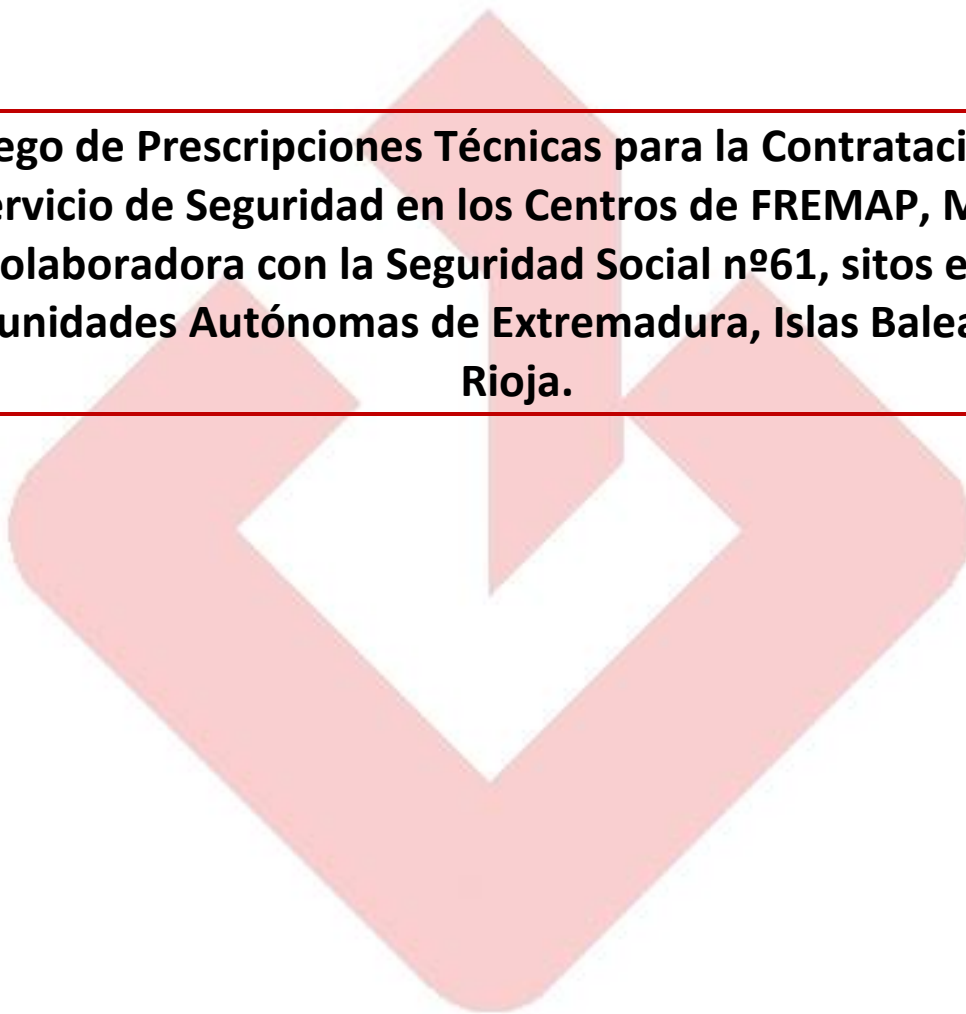 ego de Prescripciones Técnicas para la Contrataci
ervicio de Seguridad en los Centros de FREMAP, M
olaboradora con la Seguridad Social nº61, sitos e
unidades Autónomas de Extremadura, Islas Balea
Rioja.